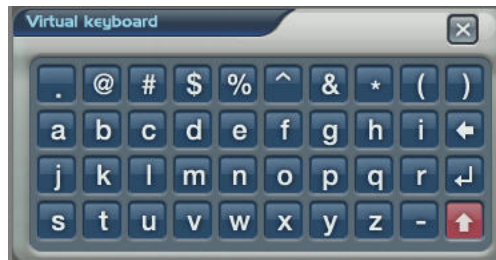 Virtual keyboard
. @ # $ % ^ & * ( )
a b c d e f g h i
j k l m n o p q r
s t u v w x y z -